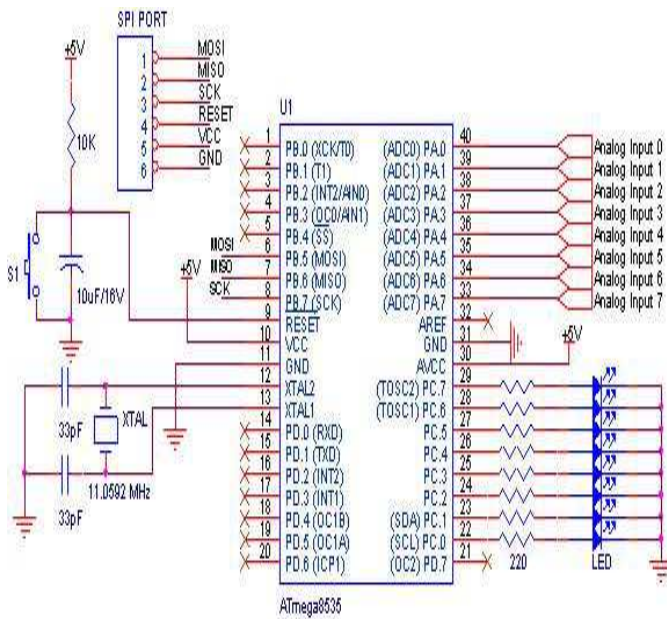 SPI PORT
+5V
1 MOSI
2 MISO
3 SCK
4 RESET
5 VCC
6 GND
10K
S1
10uF/16V
+5V
MOSI
MISO
SCK
33pF
XTAL
11.0592 MHz
33pF
U1
1 PB.0 (XCK/T0)
2 PB.1 (T1)
3 PB.2 (INT2/AIN0)
4 PB.3 (OC0/AIN1)
5 PB.4 (SS)
6 PB.5 (MOSI)
7 PB.6 (MISO)
8 PB.7 (SCK)
9 RESET
10 VCC
11 GND
12 XTAL2
13 XTAL1
14 PD.0 (RXD)
15 PD.1 (TXD)
16 PD.2 (INT2)
17 PD.3 (INT1)
18 PD.4 (OC1B)
19 PD.5 (OC1A)
20 PD.6 (ICP1)
(ADC0) PA.0 40 Analog Input 0
(ADC1) PA.1 39 Analog Input 1
(ADC2) PA.2 38 Analog Input 2
(ADC3) PA.3 37 Analog Input 3
(ADC4) PA.4 36 Analog Input 4
(ADC5) PA.5 35 Analog Input 5
(ADC6) PA.6 34 Analog Input 6
(ADC7) PA.7 33 Analog Input 7
AREF 32
GND 31
AVCC 30 +5V
(TOSC2) PC.7 29
(TOSC1) PC.6 28
PC.5 27
PC.4 26
PC.3 25
PC.2 24
(SDA) PC.1 23
(SCL) PC.0 22
(OC2) PD.7 21
220
LED
ATmega8535